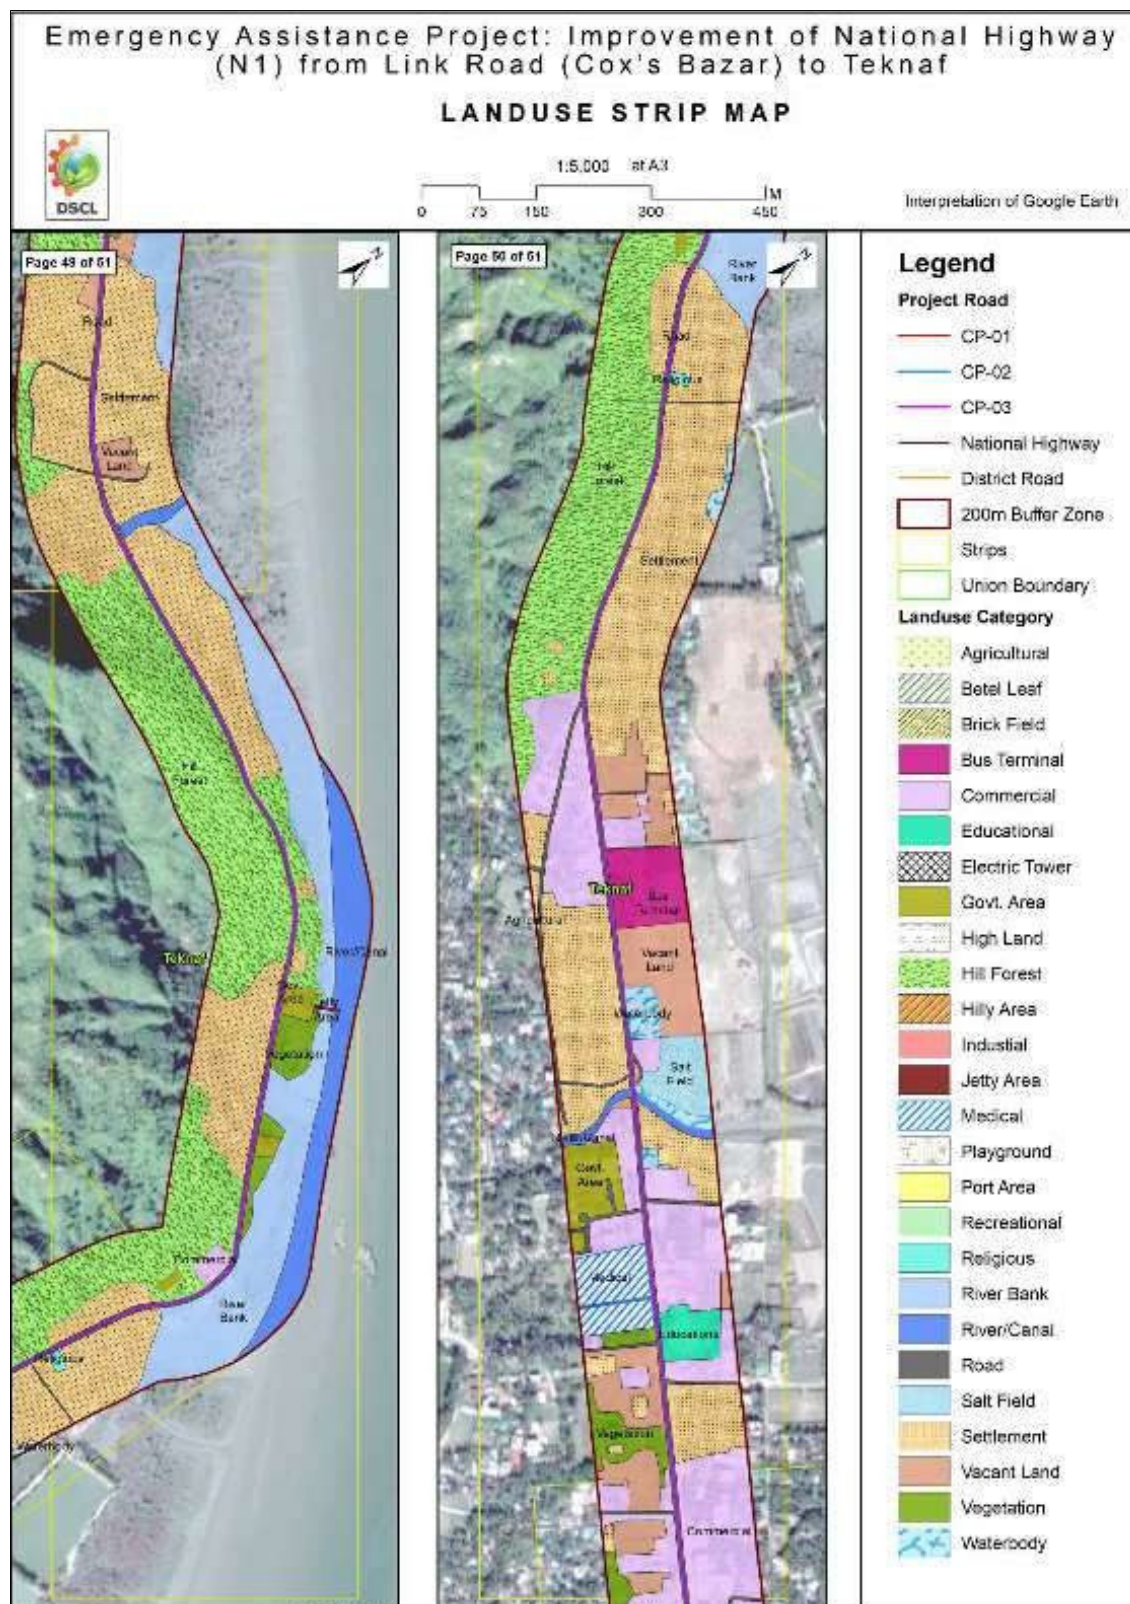 Emergency Assistance Project: Improvement of National Highway
(N1) from Link Road (Cox's Bazar) to Teknaf
LANDUSE STRIP MAP
DSCL
1:5,000 at A3
M
0 75 150 300 450
Interpretation of Google Earth
Page 49 of 51
N
Road
Settlement
Vacant
Land
Hill
Forest
River/Canal
Teknaf
Area
Jetty
Area
Vegetation
Commercial
River
Bank
Religious
Waterbody
Page 50 of 51
River
Bank
N
Road
Religious
Hill
Forest
Settlement
Teknaf
Bus
Terminal
Agricultural
Vacant
Land
Waterbody
Salt
Field
Govt.
Area
Medical
Educationa
Vegetation
Commercial
Legend
Project Road
CP-01
CP-02
CP-03
National Highway
District Road
200m Buffer Zone
Strips
Union Boundary
Landuse Category
Agricultural
Betel Leaf
Brick Field
Bus Terminal
Commercial
Educational
Electric Tower
Govt. Area
High Land
Hill Forest
Hilly Area
Industial
Jetty Area
Medical
Playground
Port Area
Recreational
Religious
River Bank
River/Canal
Road
Salt Field
Settlement
Vacant Land
Vegetation
Waterbody